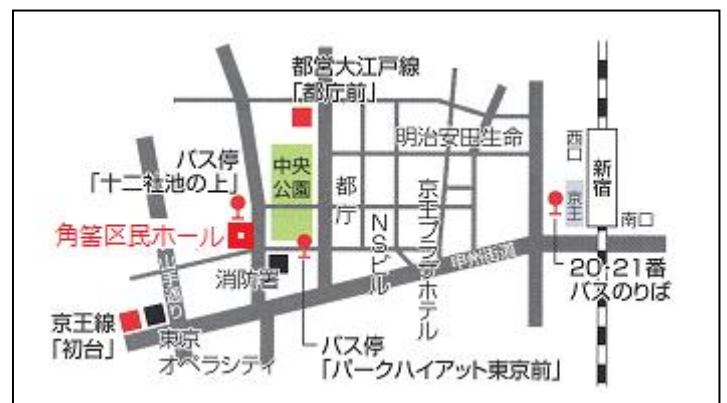 都営大江戸線
「都庁前」
明治安田生命
西口
新宿
バス停
「十二社池の上」
中央
公園
都庁
京王
南口
角筈区民ホール
NSビル
京王プラザホテル
山手通り
消防署
甲州街道
20・21番
バスのりば
京王線
「初台」
東京
オペラシティ
バス停
「パークハイアット東京前」